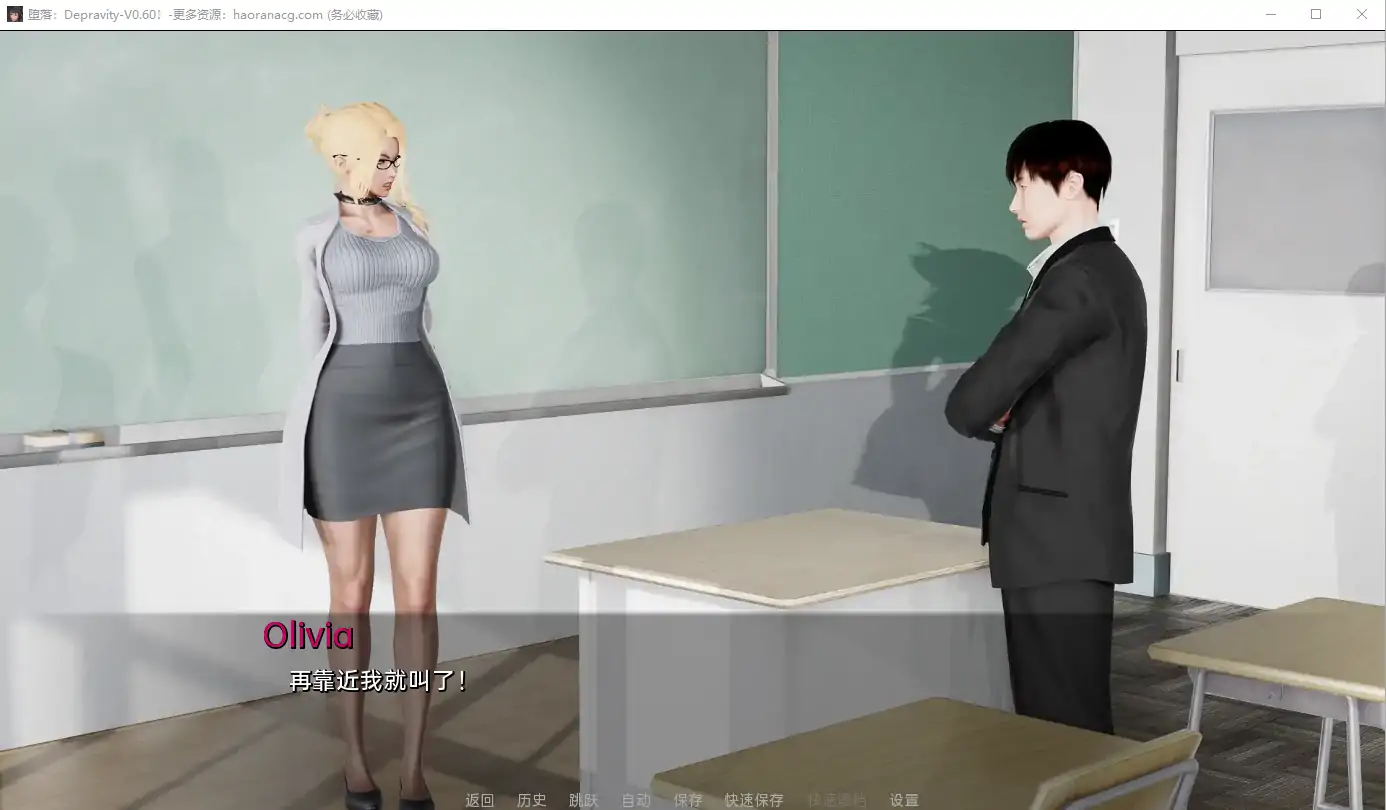 堕落：Depravity-V0.60！-更多资源：haoranacg.com (务必收藏)
Olivia
再靠近我就叫了！
返回 历史 跳跃 自动 保存 快速保存 快速读档 设置